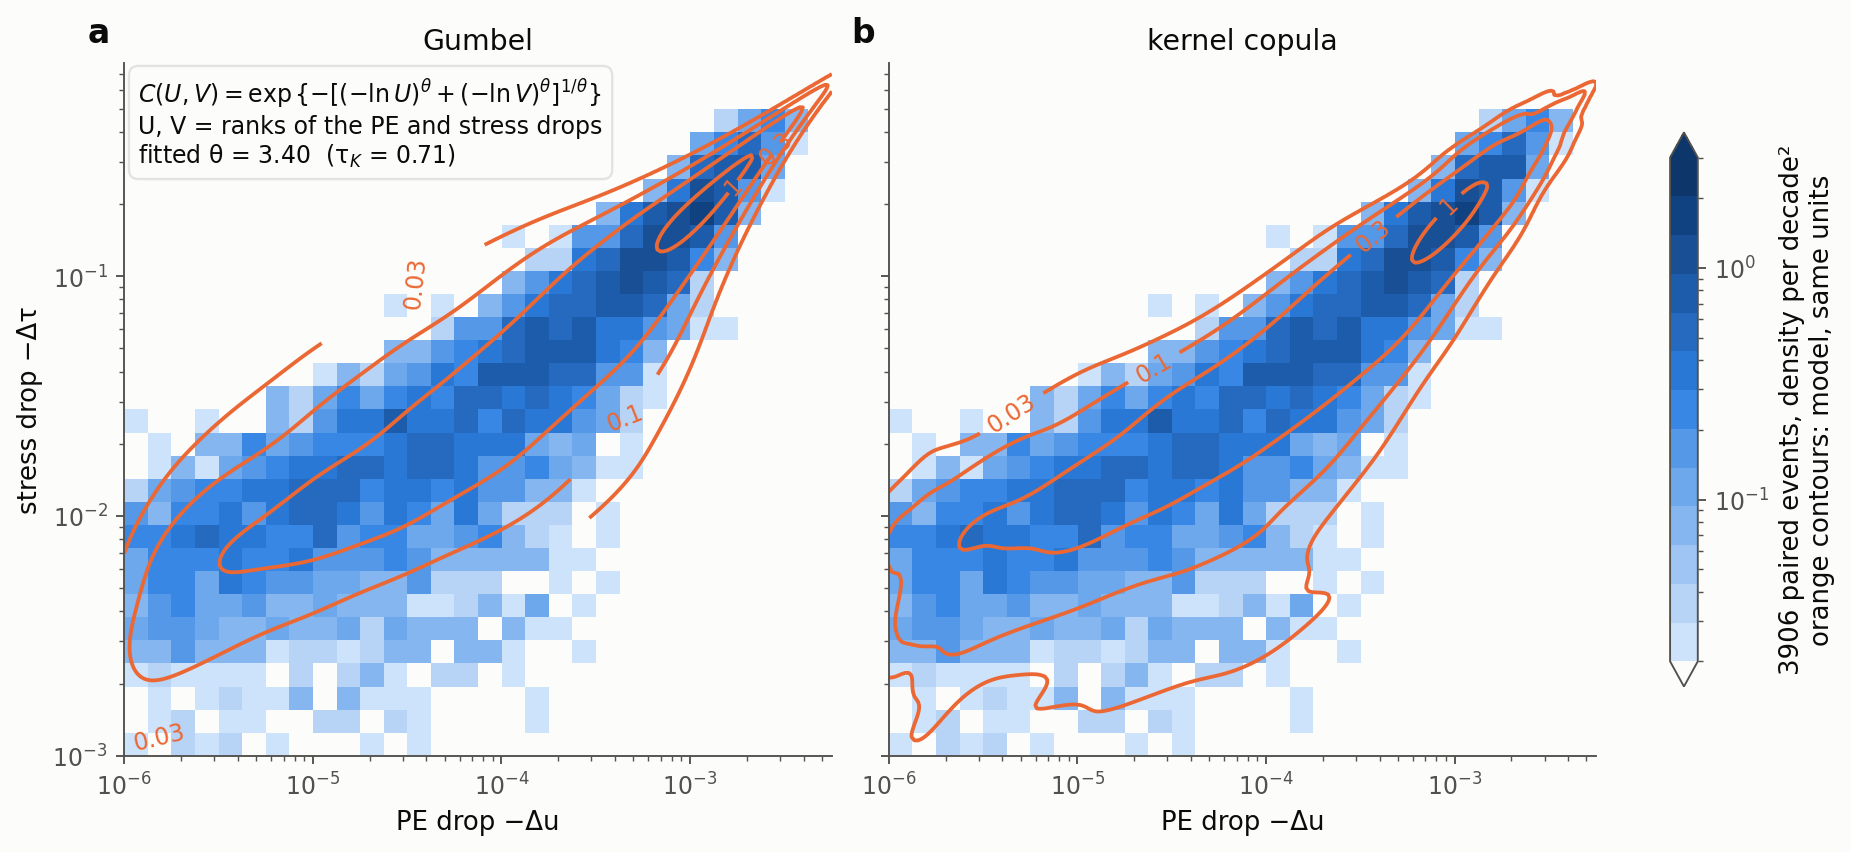 a
Gumbel
C(U, V) = exp {−[(−ln U)^θ + (−ln V)^θ]^1/θ}
U, V = ranks of the PE and stress drops
fitted θ = 3.40 (τ_K = 0.71)
0.03
0.03
0.1
0.3
1
stress drop −Δτ
10⁻¹
10⁻²
10⁻³
10⁻⁶
10⁻⁵
10⁻⁴
10⁻³
PE drop −Δu
b
kernel copula
0.03
0.1
0.3
1
10⁻⁶
10⁻⁵
10⁻⁴
10⁻³
PE drop −Δu
10⁰
10⁻¹
3906 paired events, density per decade²
orange contours: model, same units